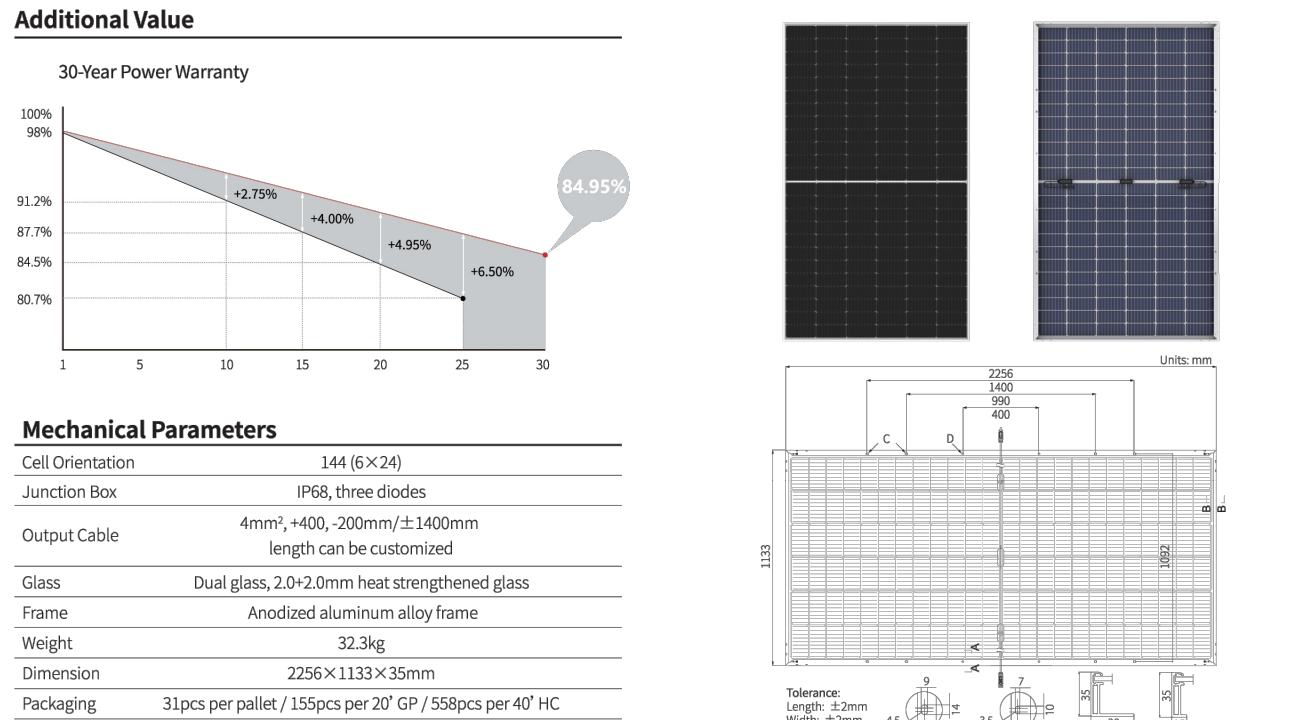 Additional Value
30-Year Power Warranty
100%
98%
91.2%
87.7%
84.5%
80.7%
+2.75%
+4.00%
+4.95%
+6.50%
84.95%
1 5 10 15 20 25 30
Mechanical Parameters
Cell Orientation 144 (6×24)
Junction Box IP68, three diodes
Output Cable 4mm², +400, -200mm/±1400mm
length can be customized
Glass Dual glass, 2.0+2.0mm heat strengthened glass
Frame Anodized aluminum alloy frame
Weight 32.3kg
Dimension 2256×1133×35mm
Packaging 31pcs per pallet / 155pcs per 20' GP / 558pcs per 40' HC
Units: mm
2256
1400
990
400
C D
B B
1133
1092
A
A
Tolerance:
Length: ±2mm
Width: ±2mm
9
14
7
10
35
35